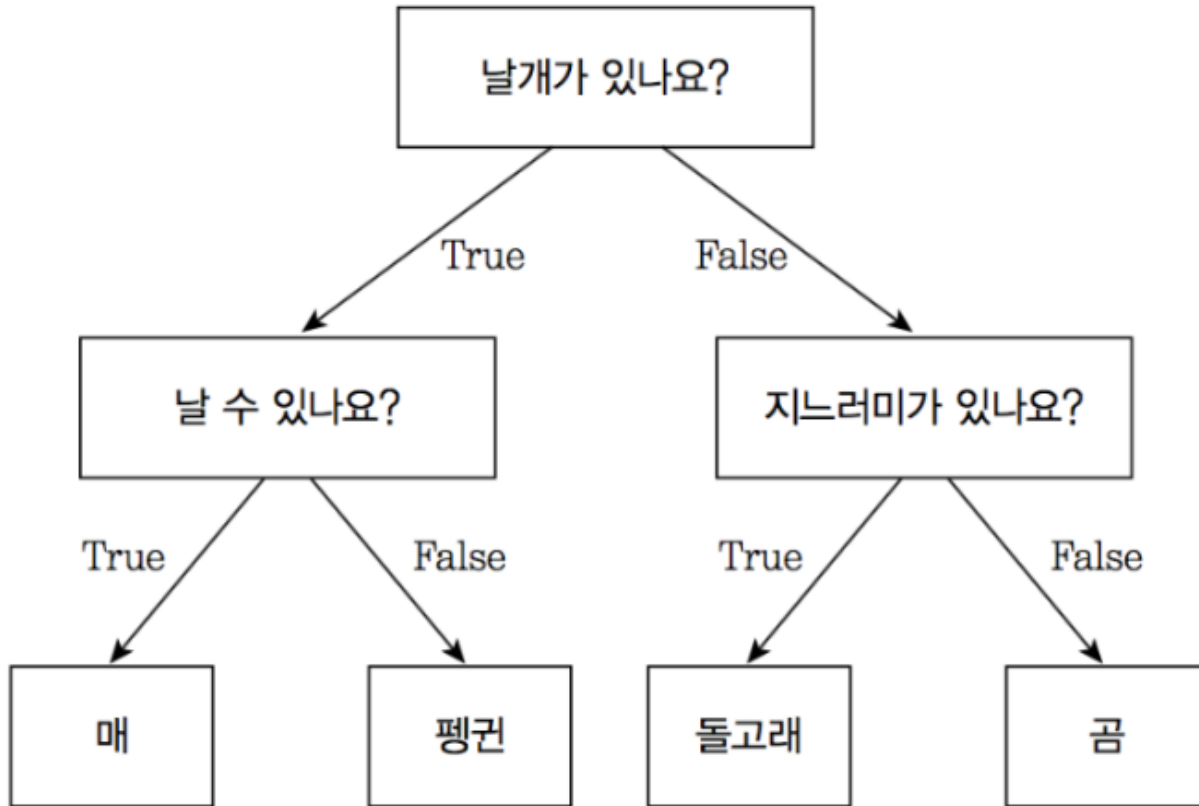 날개가 있나요?
True
False
날 수 있나요?
지느러미가 있나요?
True
False
True
False
매
펭귄
돌고래
곰